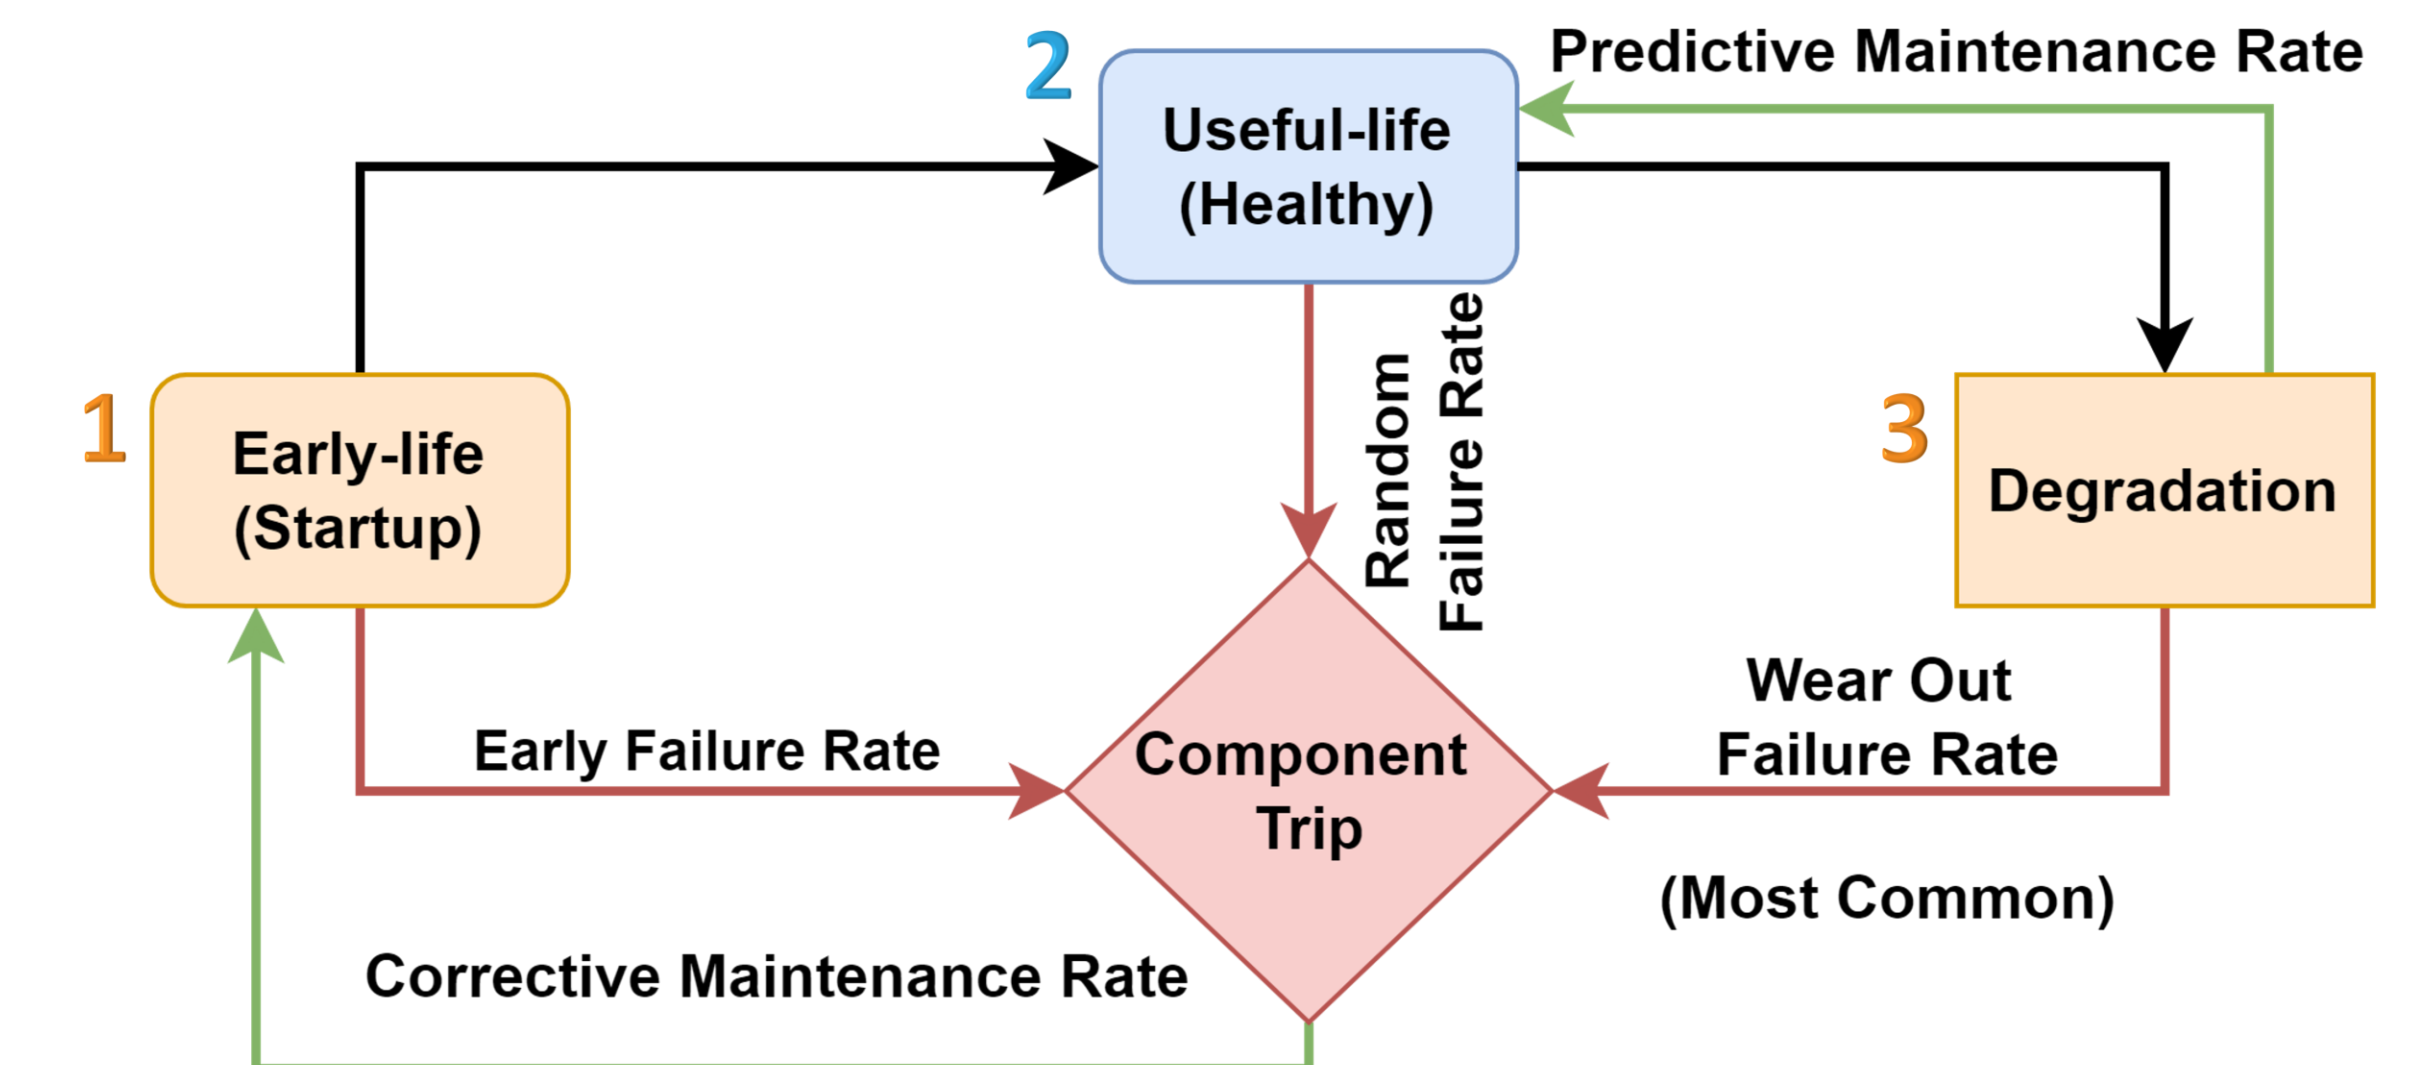 2
Useful-life
(Healthy)
Predictive Maintenance Rate
1
Early-life
(Startup)
Random
Failure Rate
3
Degradation
Early Failure Rate
Component
Trip
Wear Out
Failure Rate
(Most Common)
Corrective Maintenance Rate